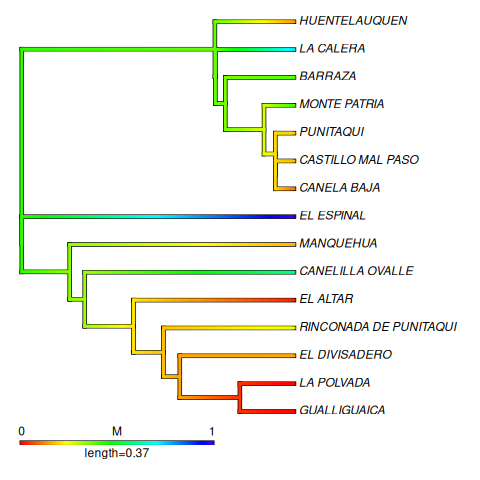 HUENTELAUQUEN
LA CALERA
BARRAZA
MONTE PATRIA
PUNITAQUI
CASTILLO MAL PASO
CANELA BAJA
EL ESPINAL
MANQUEHUA
CANELILLA OVALLE
EL ALTAR
RINCONADA DE PUNITAQUI
EL DIVISADERO
LA POLVADA
GUALLIGUAICA
0 M 1
length=0.37